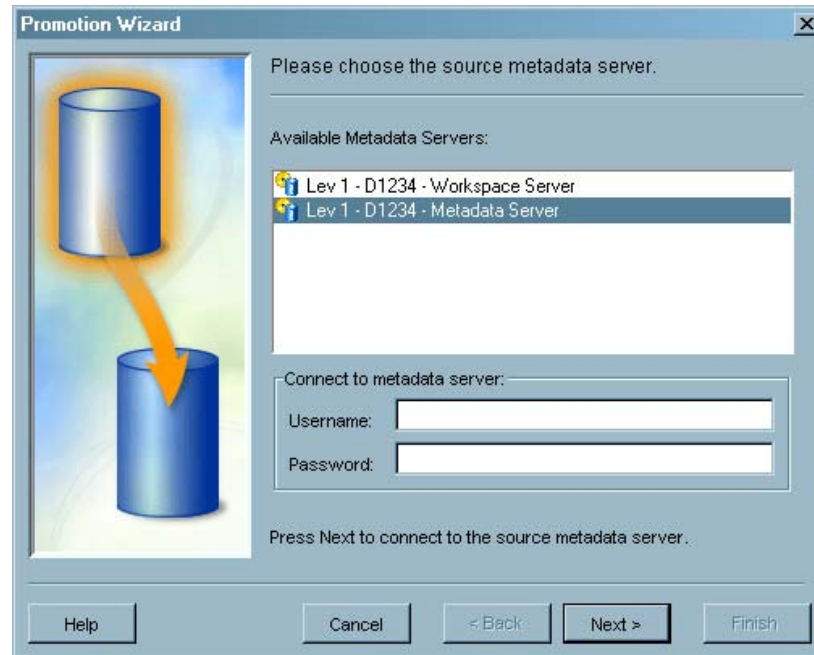 Promotion Wizard
Please choose the source metadata server.
Available Metadata Servers:
Lev 1 - D1234 - Workspace Server
Lev 1 - D1234 - Metadata Server
Connect to metadata server:
Username:
Password:
Press Next to connect to the source metadata server.
Help Cancel < Back Next > Finish